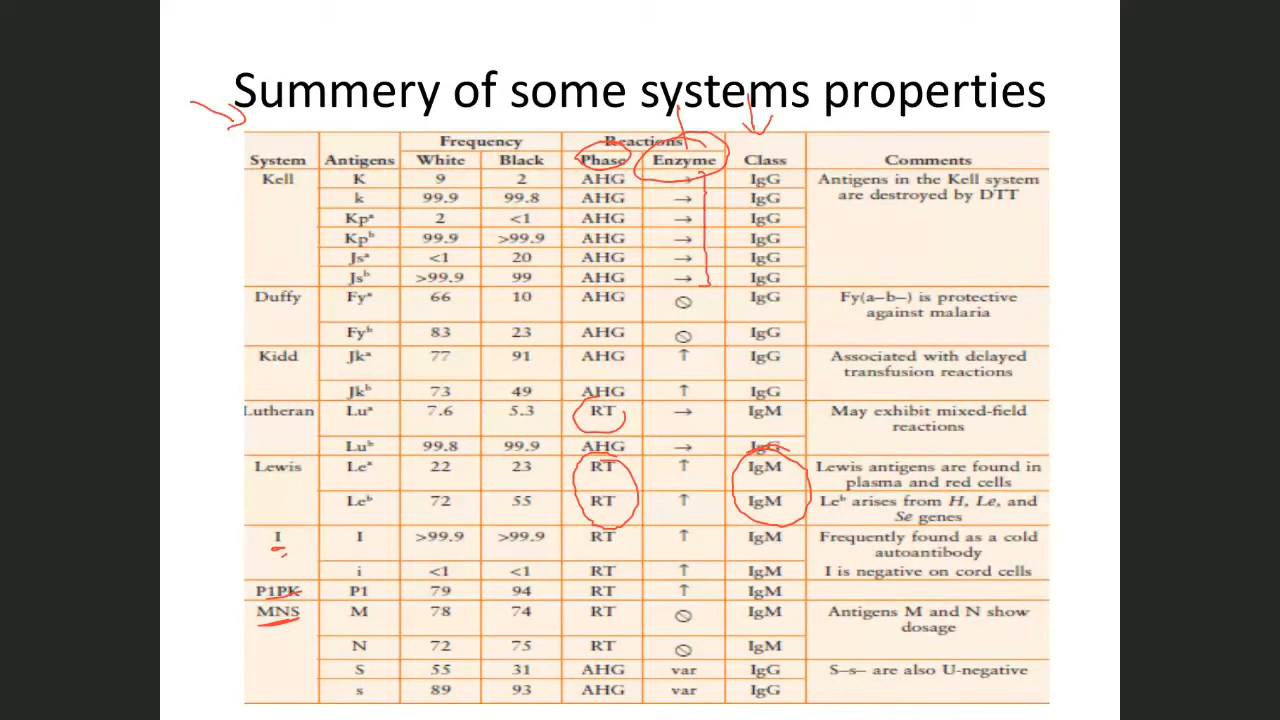 Summery of some systems properties
Frequency Reactions
System Antigens White Black Phase Enzyme Class Comments
Kell K 9 2 AHG → IgG Antigens in the Kell system
are destroyed by DTT
k 99.9 99.8 AHG → IgG
Kpᵃ 2 <1 AHG → IgG
Kpᵇ 99.9 >99.9 AHG → IgG
Jsᵃ <1 20 AHG → IgG
Jsᵇ >99.9 99 AHG → IgG
Duffy Fyᵃ 66 10 AHG ⃠ IgG Fy(a–b–) is protective
against malaria
Fyᵇ 83 23 AHG ⃠ IgG
Kidd Jkᵃ 77 91 AHG ↑ IgG Associated with delayed
transfusion reactions
Jkᵇ 73 49 AHG ↑ IgG
Lutheran Luᵃ 7.6 5.3 RT → IgM May exhibit mixed-field
reactions
Luᵇ 99.8 99.9 AHG → IgG
Lewis Leᵃ 22 23 RT ↑ IgM Lewis antigens are found in
plasma and red cells
Leᵇ 72 55 RT ↑ IgM Leᵇ arises from H, Le, and
Se genes
I I >99.9 >99.9 RT ↑ IgM Frequently found as a cold
autoantibody
i <1 <1 RT ↑ IgM I is negative on cord cells
P1PK P1 79 94 RT ↑ IgM
MNS M 78 74 RT ⃠ IgM Antigens M and N show
dosage
N 72 75 RT ⃠ IgM
S 55 31 AHG var IgG S–s– are also U-negative
s 89 93 AHG var IgG